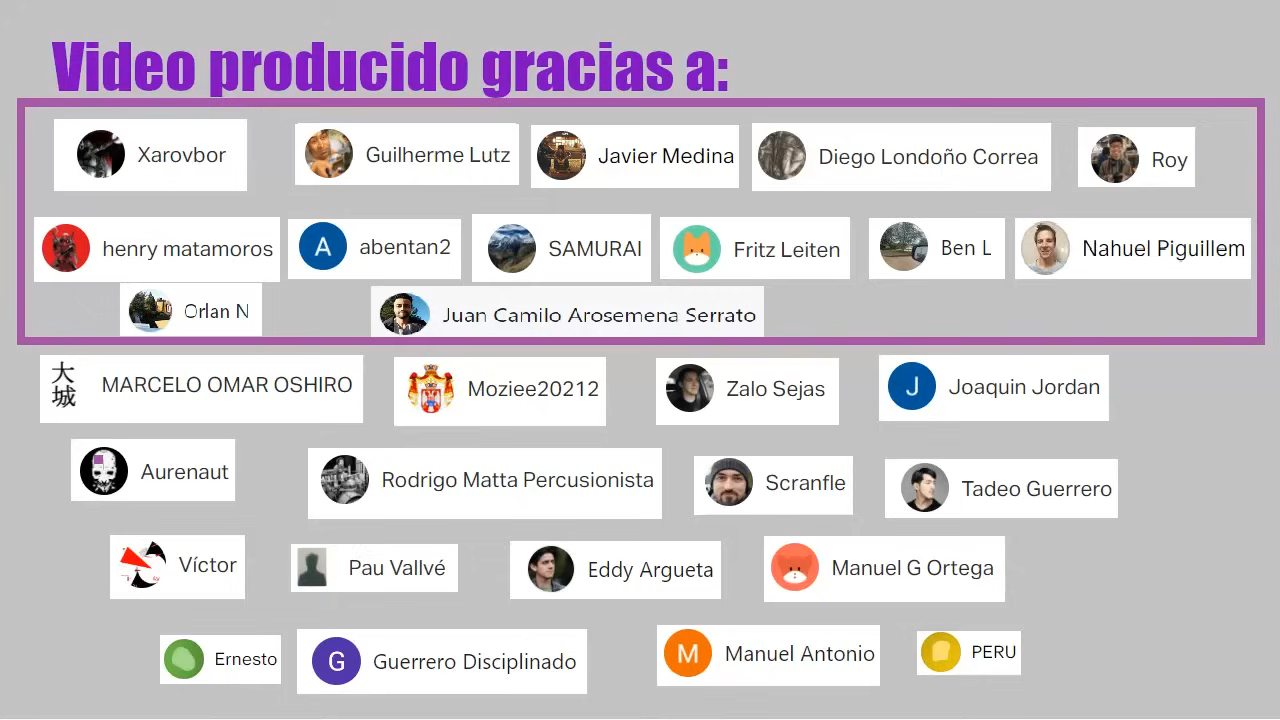 Video producido gracias a:
Xarovbor Guilherme Lutz Javier Medina Diego Londoño Correa Roy
henry matamoros A abentan2 SAMURAI Fritz Leiten Ben L Nahuel Piguillem
Orlan N Juan Camilo Arosemena Serrato
大城 MARCELO OMAR OSHIRO Moziee20212 Zalo Sejas J Joaquin Jordan
Aurenaut Rodrigo Matta Percusionista Scranfle Tadeo Guerrero
Víctor Pau Vallvé Eddy Argueta Manuel G Ortega
Ernesto G Guerrero Disciplinado M Manuel Antonio PERU